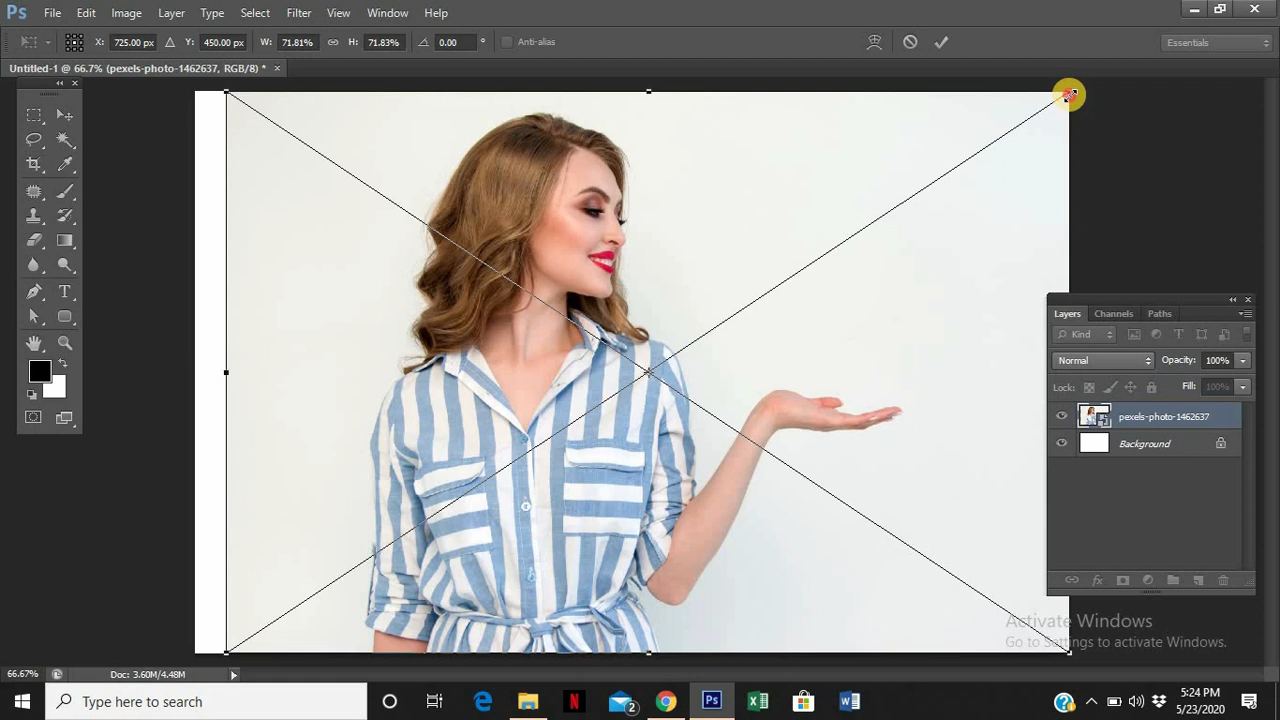 Ps File Edit Image Layer Type Select Filter View Window Help
X: 725.00 px Y: 450.00 px W: 71.81% H: 71.83% 0.00 ° Anti-alias Essentials
Untitled-1 @ 66.7% (pexels-photo-1462637, RGB/8) * ×
Layers Channels Paths
Kind
Normal Opacity: 100%
Lock: Fill: 100%
pexels-photo-1462637
Background
Activate Windows
Go to Settings to activate Windows.
66.67% Doc: 3.60M/4.48M
Type here to search
2
Ps
5:24 PM
5/23/2020